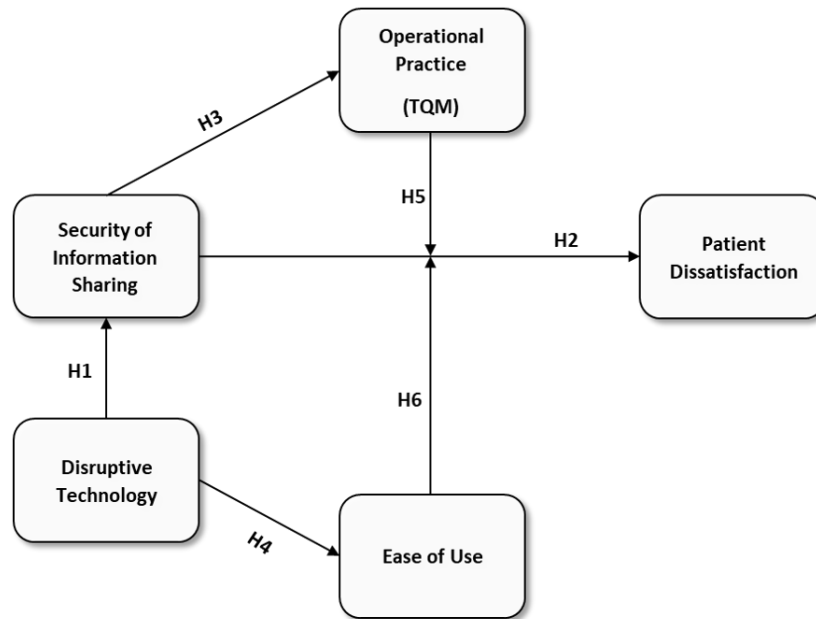 Operational
Practice
(TQM)
H3
H5
Security of
Information
Sharing
H2
Patient
Dissatisfaction
H1
H6
Disruptive
Technology
H4
Ease of Use